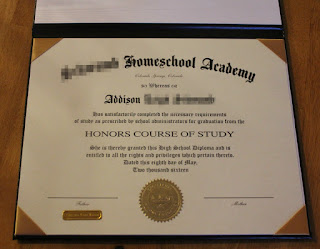 Homeschool Academy
Colorado Springs, Colorado
Addison
Has satisfactorily completed the necessary requirements
of study as prescribed by school administrators for graduation from the
HONORS COURSE OF STUDY
She is hereby granted this High School Diploma and is
entitled to all the rights and privileges which pertain thereto.
Dated this eighth day of May,
Two thousand sixteen
Father Mother